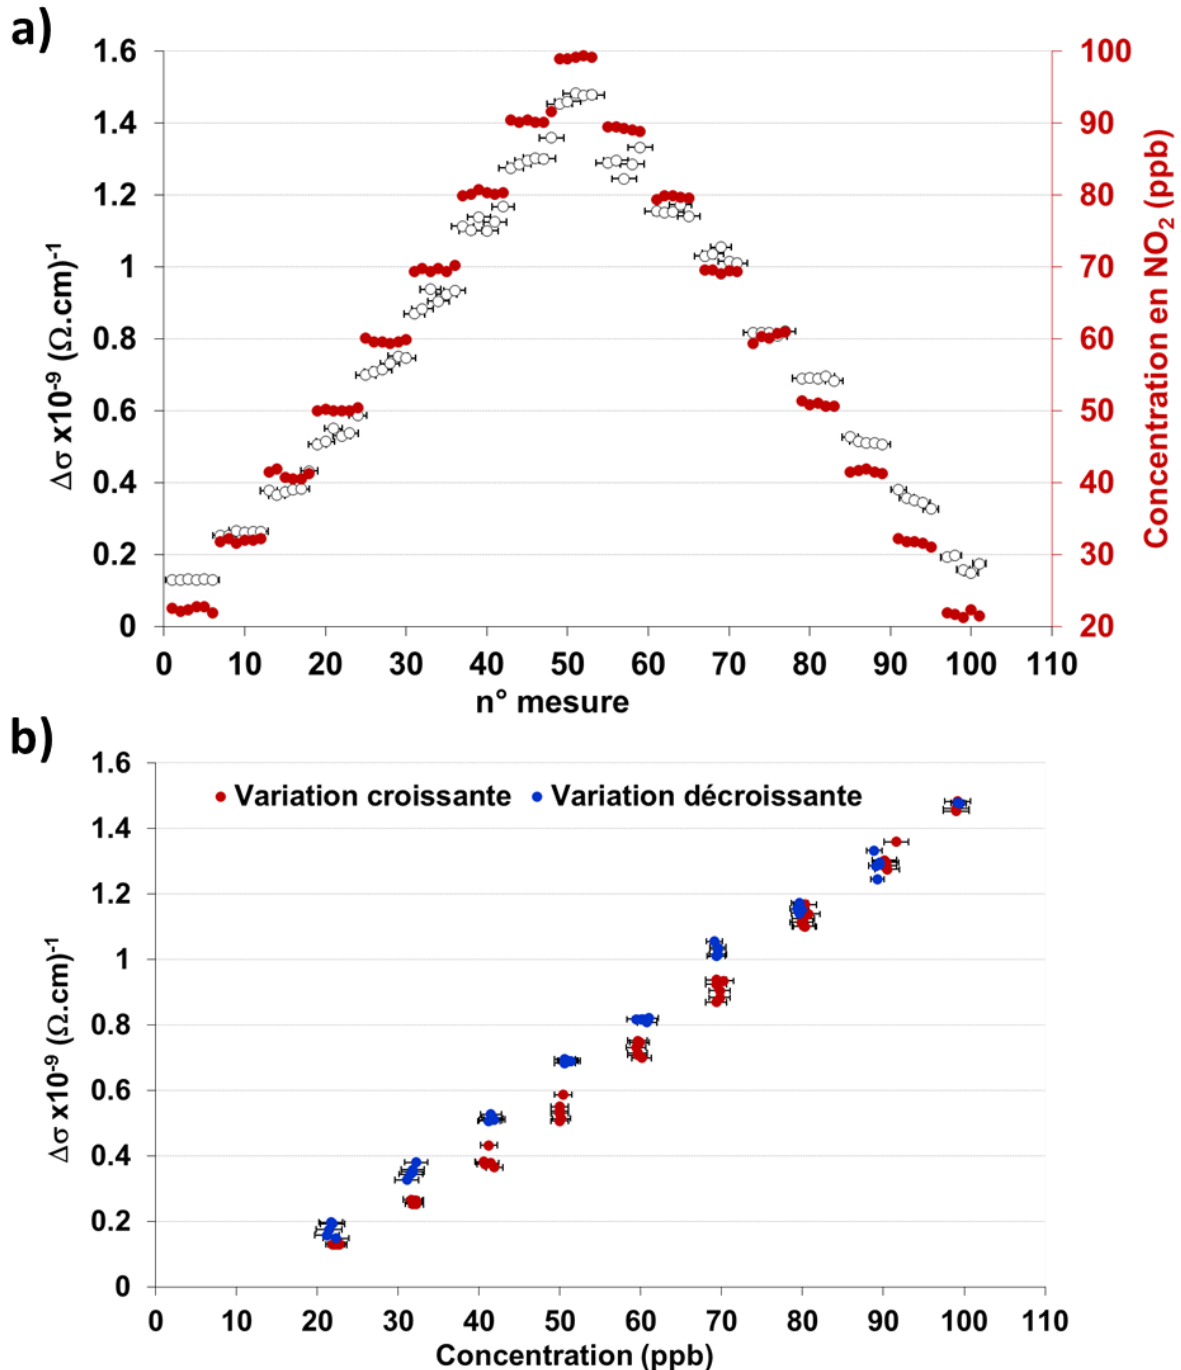 a)
1.6
1.4
1.2
1
0.8
0.6
0.4
0.2
0
Δσ x10-9 (Ω.cm)-1
100
90
80
70
60
50
40
30
20
Concentration en NO2 (ppb)
0 10 20 30 40 50 60 70 80 90 100 110
n° mesure
b)
1.6
1.4
1.2
1
0.8
0.6
0.4
0.2
0
Δσ x10-9 (Ω.cm)-1
Variation croissante Variation décroissante
0 10 20 30 40 50 60 70 80 90 100 110
Concentration (ppb)